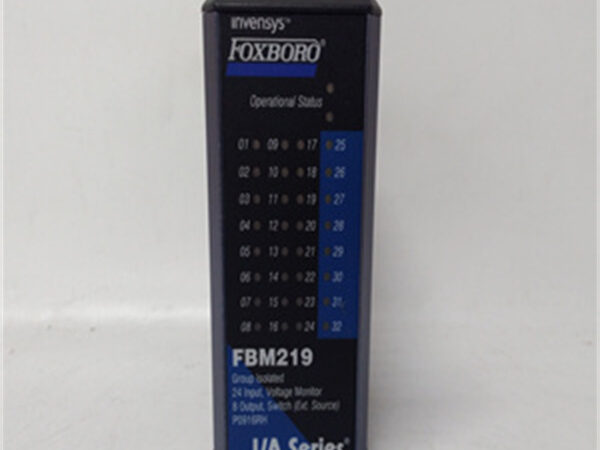 invensys™
FOXBORO®
Operational Status
01 09 17 25
02 10 18 26
03 11 19 27
04 12 20 28
05 13 21 29
06 14 22 30
07 15 23 31
08 16 24 32
FBM219
Group Isolated
24 Input, Voltage Monitor
8 Output, Switch (Ext. Source)
P0916RH
I/A Series®